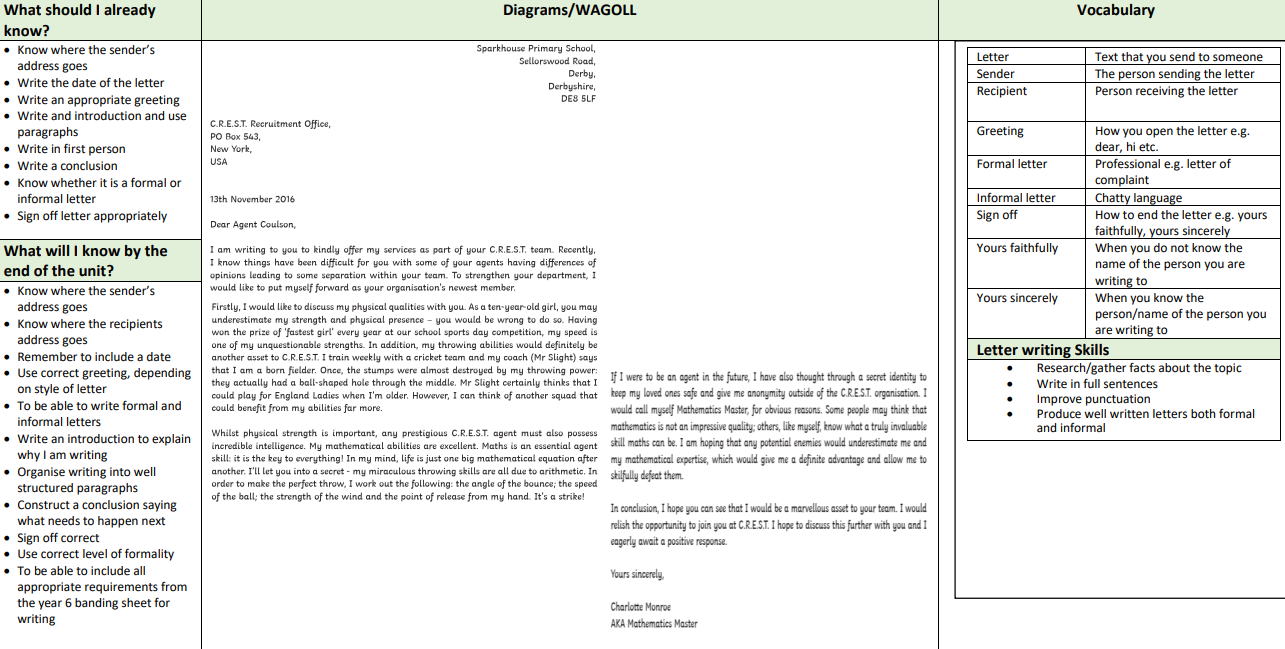 What should I already
know?
• Know where the sender's
address goes
• Write the date of the letter
• Write an appropriate greeting
• Write and introduction and use
paragraphs
• Write in first person
• Write a conclusion
• Know whether it is a formal or
informal letter
• Sign off letter appropriately
What will I know by the
end of the unit?
• Know where the sender's
address goes
• Know where the recipients
address goes
• Remember to include a date
• Use correct greeting, depending
on style of letter
• To be able to write formal and
informal letters
• Write an introduction to explain
why I am writing
• Organise writing into well
structured paragraphs
• Construct a conclusion saying
what needs to happen next
• Sign off correct
• Use correct level of formality
• To be able to include all
appropriate requirements from
the year 6 banding sheet for
writing
Diagrams/WAGOLL
Sparkhouse Primary School,
Sellorswood Road,
Derby,
Derbyshire,
DE8 5LF
C.R.E.S.T. Recruitment Office,
PO Box 543,
New York,
USA
13th November 2016
Dear Agent Coulson,
I am writing to you to kindly offer my services as part of your C.R.E.S.T. team. Recently,
I know things have been difficult for you with some of your agents having differences of
opinions leading to some separation within your team. To strengthen your department, I
would like to put myself forward as your organisation's newest member.
Firstly, I would like to discuss my physical qualities with you. As a ten-year-old girl, you may
underestimate my strength and physical presence – you would be wrong to do so. Having
won the prize of 'fastest girl' every year at our school sports day competition, my speed is
one of my unquestionable strengths. In addition, my throwing abilities would definitely be
another asset to C.R.E.S.T. I train weekly with a cricket team and my coach (Mr Slight) says
that I am a born fielder. Once, the stumps were almost destroyed by my throwing power:
they actually had a ball-shaped hole through the middle. Mr Slight certainly thinks that I
could play for England Ladies when I'm older. However, I can think of another squad that
could benefit from my abilities far more.
Whilst physical strength is important, any prestigious C.R.E.S.T. agent must also possess
incredible intelligence. My mathematical abilities are excellent. Maths is an essential agent
skill: it is the key to everything! In my mind, life is just one big mathematical equation after
another. I'll let you into a secret - my miraculous throwing skills are all due to arithmetic. In
order to make the perfect throw, I work out the following: the angle of the bounce; the speed
of the ball; the strength of the wind and the point of release from my hand. It's a strike!
If I were to be an agent in the future, I have also thought through a secret identity to
keep my loved ones safe and give me anonymity outside of the C.R.E.S.T. organisation. I
would call myself Mathematics Master, for obvious reasons. Some people may think that
mathematics is not an impressive quality; others, like myself, know what a truly invaluable
skill maths can be. I am hoping that any potential enemies would underestimate me and
my mathematical expertise, which would give me a definite advantage and allow me to
skilfully defeat them.
In conclusion, I hope you can see that I would be a marvellous asset to your team. I would
relish the opportunity to join you at C.R.E.S.T. I hope to discuss this further with you and I
eagerly await a positive response.
Yours sincerely,
Charlotte Monroe
AKA Mathematics Master
Vocabulary
Letter Text that you send to someone
Sender The person sending the letter
Recipient Person receiving the letter
Greeting How you open the letter e.g.
dear, hi etc.
Formal letter Professional e.g. letter of
complaint
Informal letter Chatty language
Sign off How to end the letter e.g. yours
faithfully, yours sincerely
Yours faithfully When you do not know the
name of the person you are
writing to
Yours sincerely When you know the
person/name of the person you
are writing to
Letter writing Skills
• Research/gather facts about the topic
• Write in full sentences
• Improve punctuation
• Produce well written letters both formal
and informal